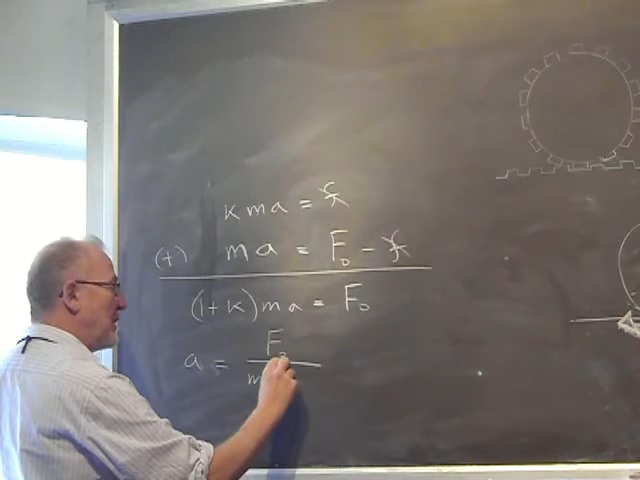 κma = f
(+) ma = F₀ - f
(1+κ)ma = F₀
a = F₀/m